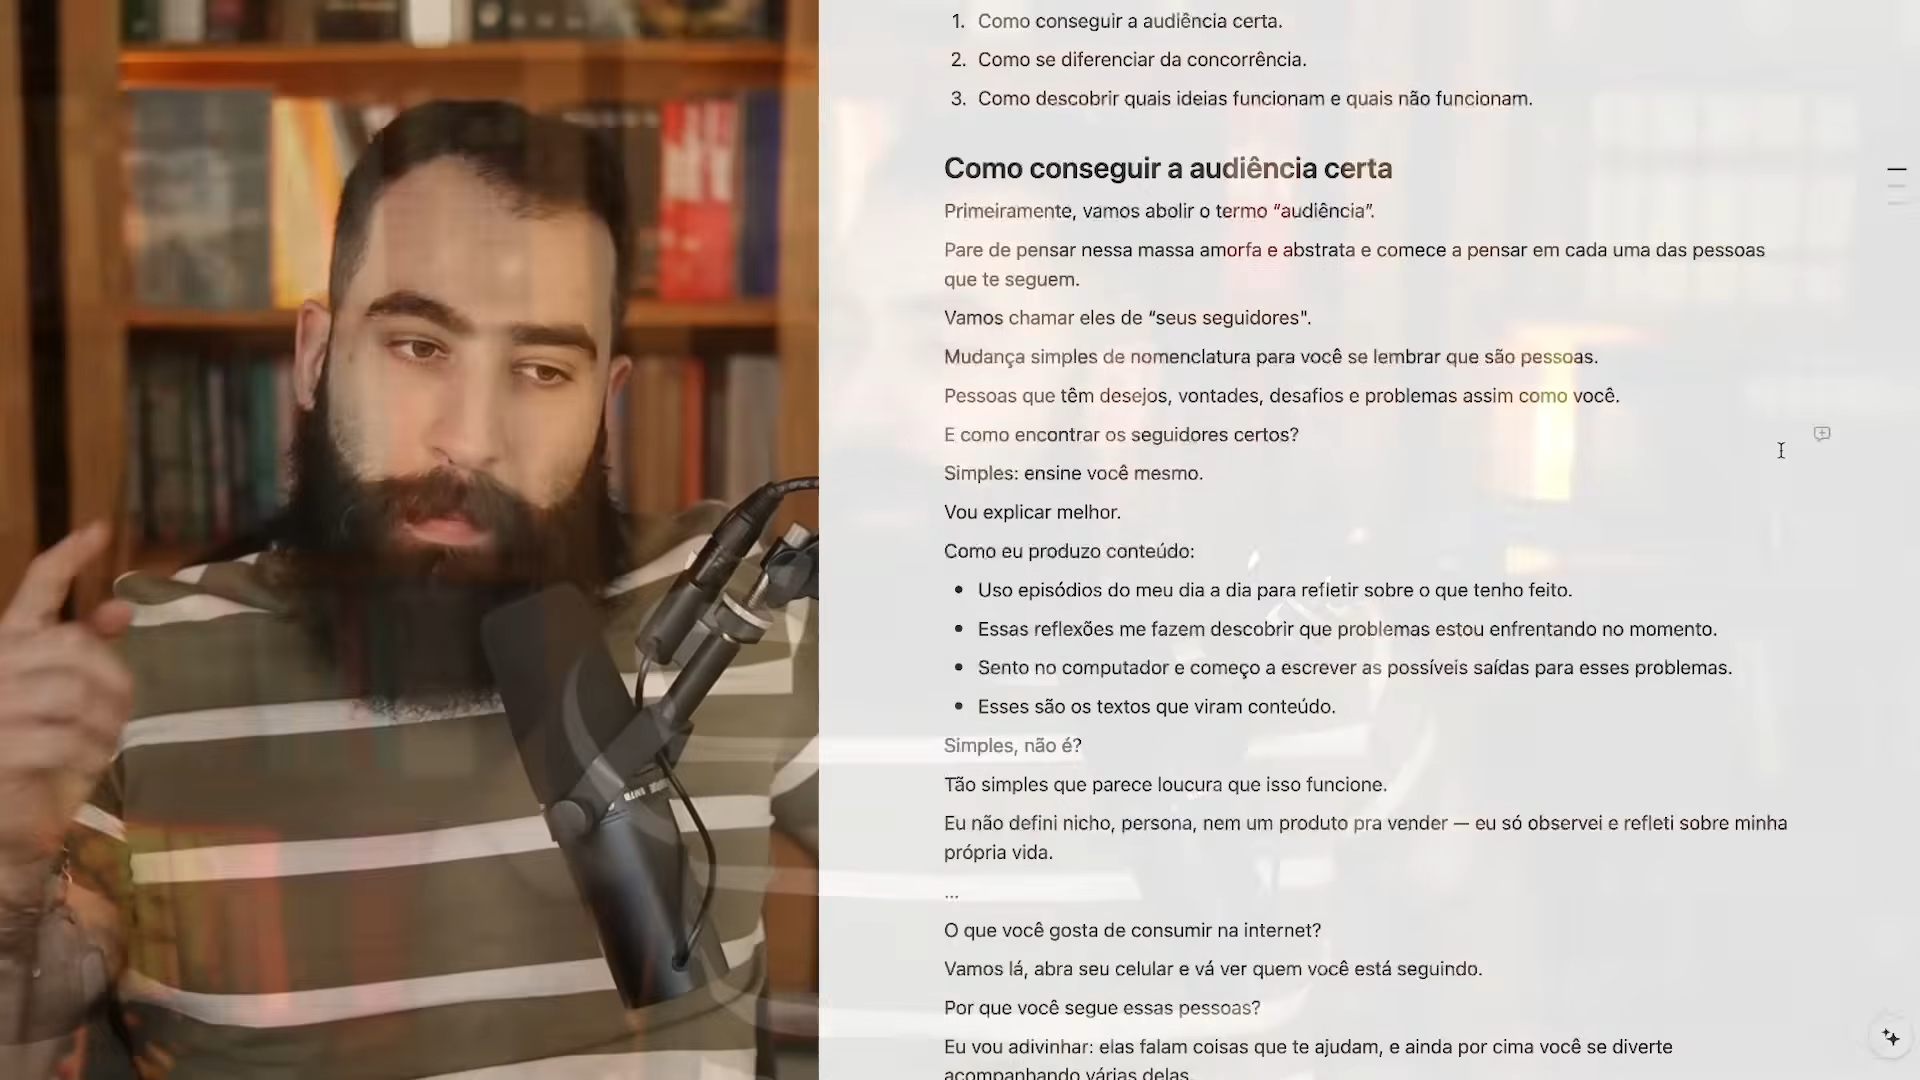 1. Como conseguir a audiência certa.
2. Como se diferenciar da concorrência.
3. Como descobrir quais ideias funcionam e quais não funcionam.
Como conseguir a audiência certa
Primeiramente, vamos abolir o termo “audiência”.
Pare de pensar nessa massa amorfa e abstrata e comece a pensar em cada uma das pessoas
que te seguem.
Vamos chamar eles de “seus seguidores".
Mudança simples de nomenclatura para você se lembrar que são pessoas.
Pessoas que têm desejos, vontades, desafios e problemas assim como você.
E como encontrar os seguidores certos?
Simples: ensine você mesmo.
Vou explicar melhor.
Como eu produzo conteúdo:
• Uso episódios do meu dia a dia para refletir sobre o que tenho feito.
• Essas reflexões me fazem descobrir que problemas estou enfrentando no momento.
• Sento no computador e começo a escrever as possíveis saídas para esses problemas.
• Esses são os textos que viram conteúdo.
Simples, não é?
Tão simples que parece loucura que isso funcione.
Eu não defini nicho, persona, nem um produto pra vender — eu só observei e refleti sobre minha
própria vida.
...
O que você gosta de consumir na internet?
Vamos lá, abra seu celular e vá ver quem você está seguindo.
Por que você segue essas pessoas?
Eu vou adivinhar: elas falam coisas que te ajudam, e ainda por cima você se diverte
acompanhando várias delas.